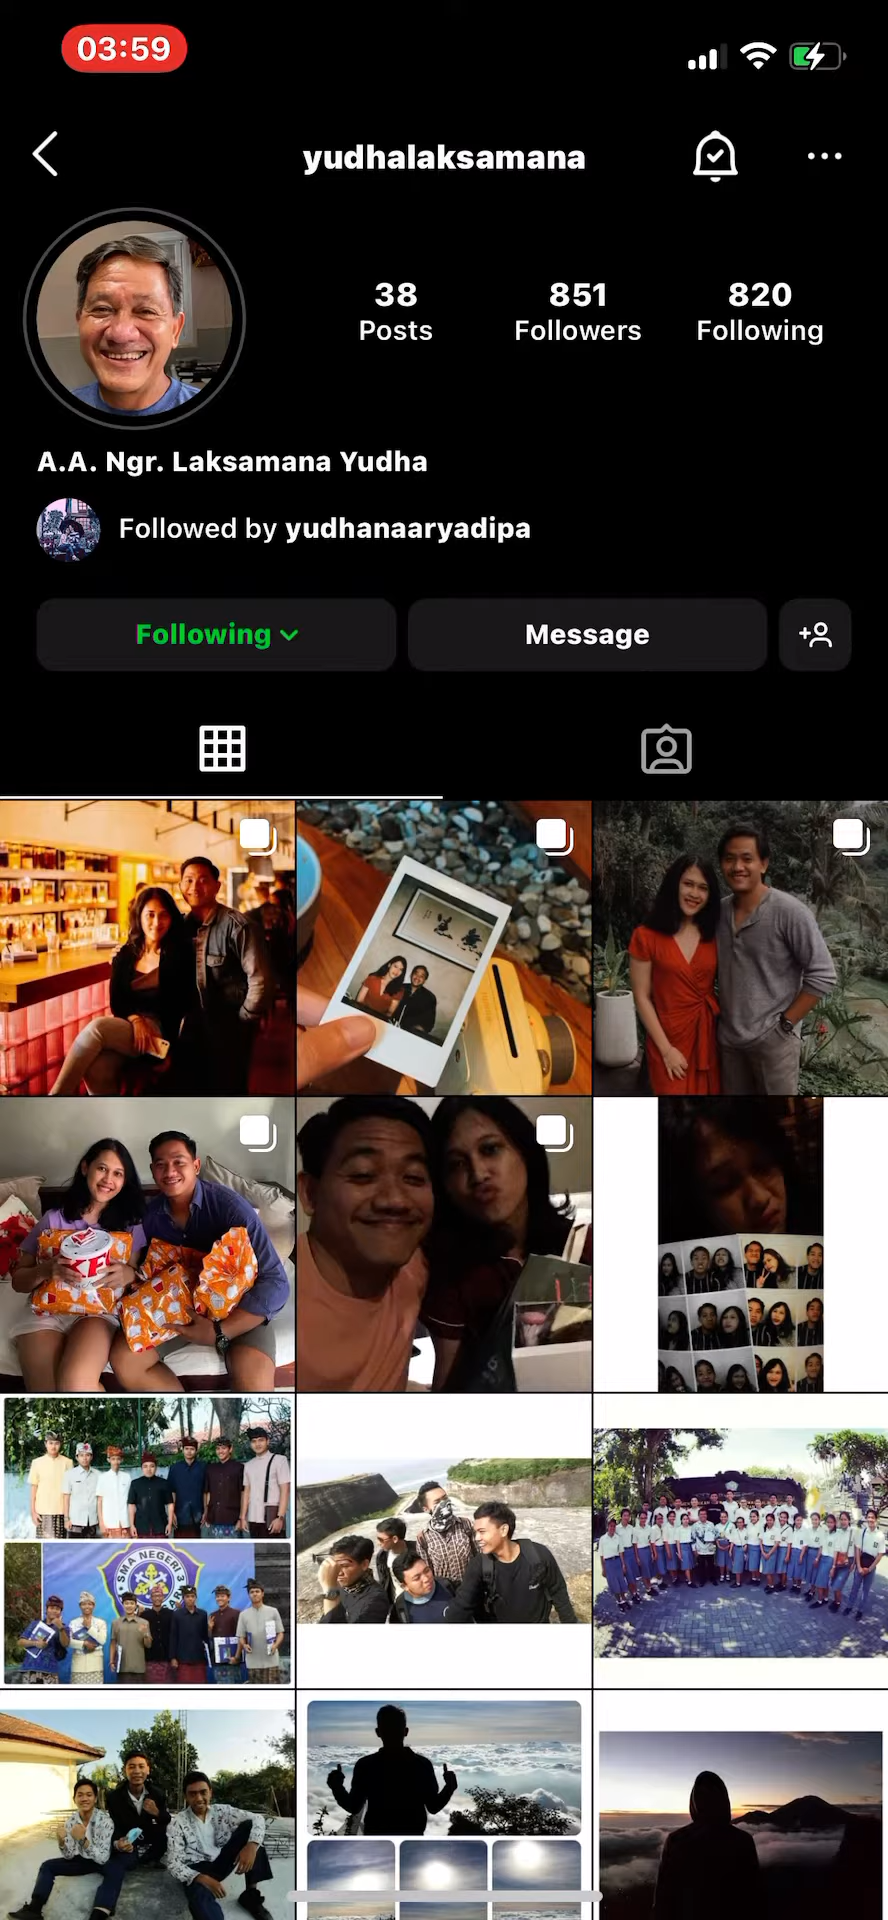 03:59
yudhalaksamana
38
Posts
851
Followers
820
Following
A.A. Ngr. Laksamana Yudha
Followed by yudhanaaryadipa
Following
Message
SMA NEGERI 3